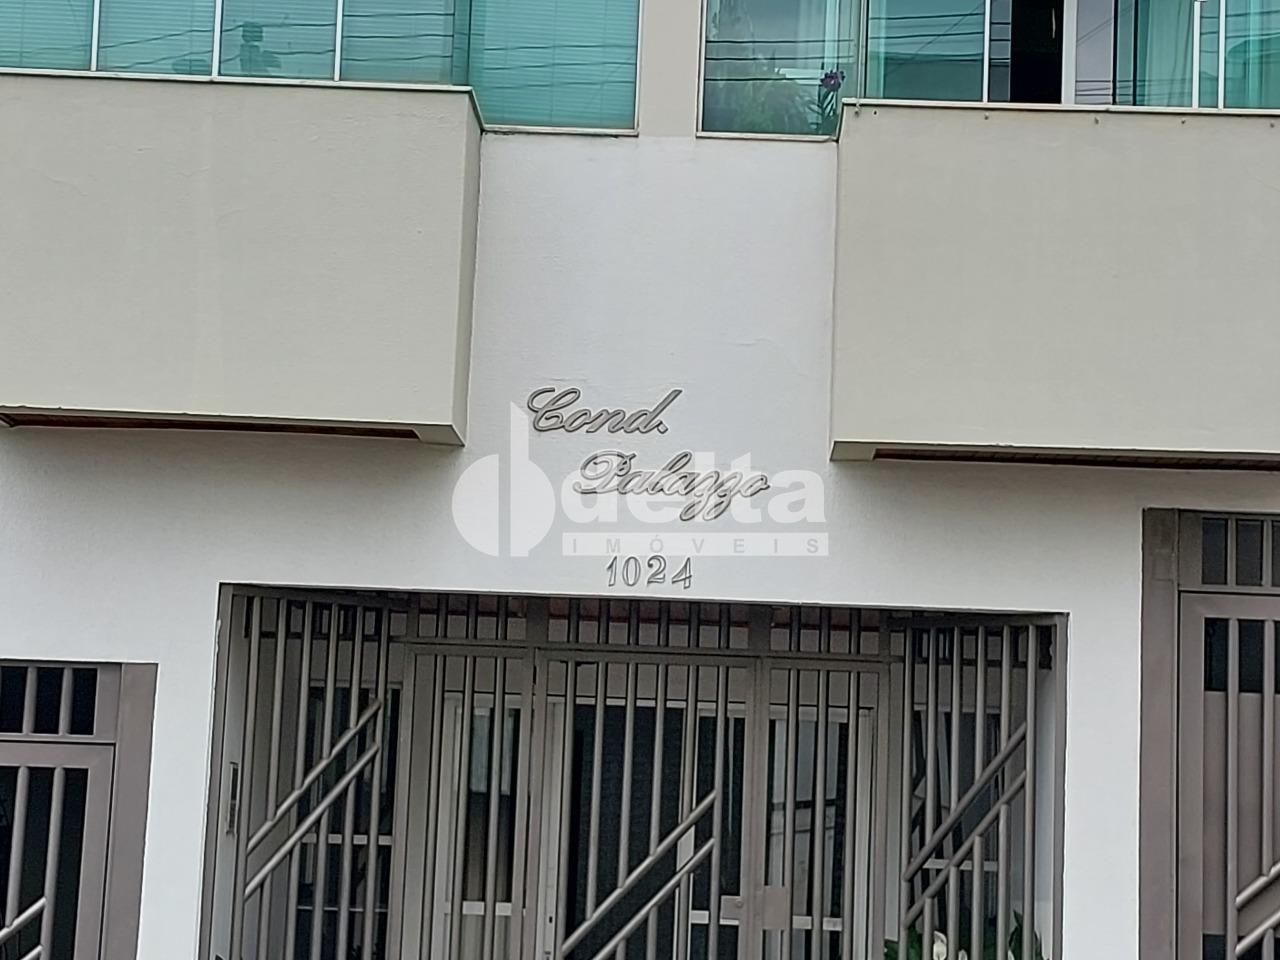 Cond.
Palazzo
delta
IMÓVEIS
1024